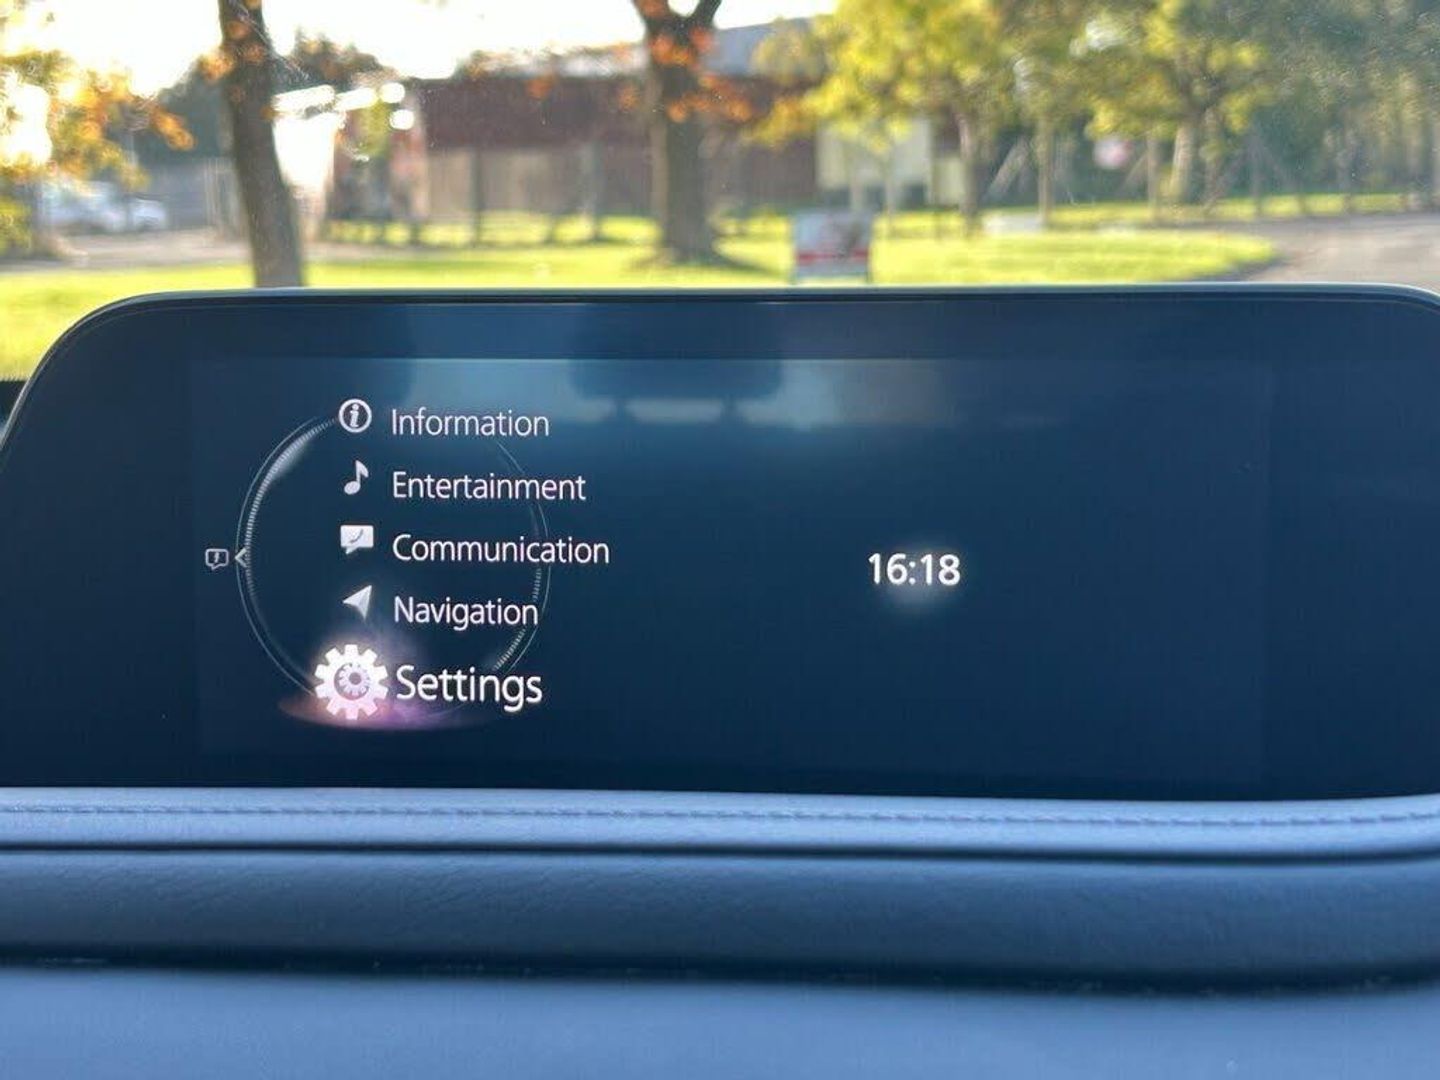 Information
Entertainment
Communication
Navigation
Settings
16:18